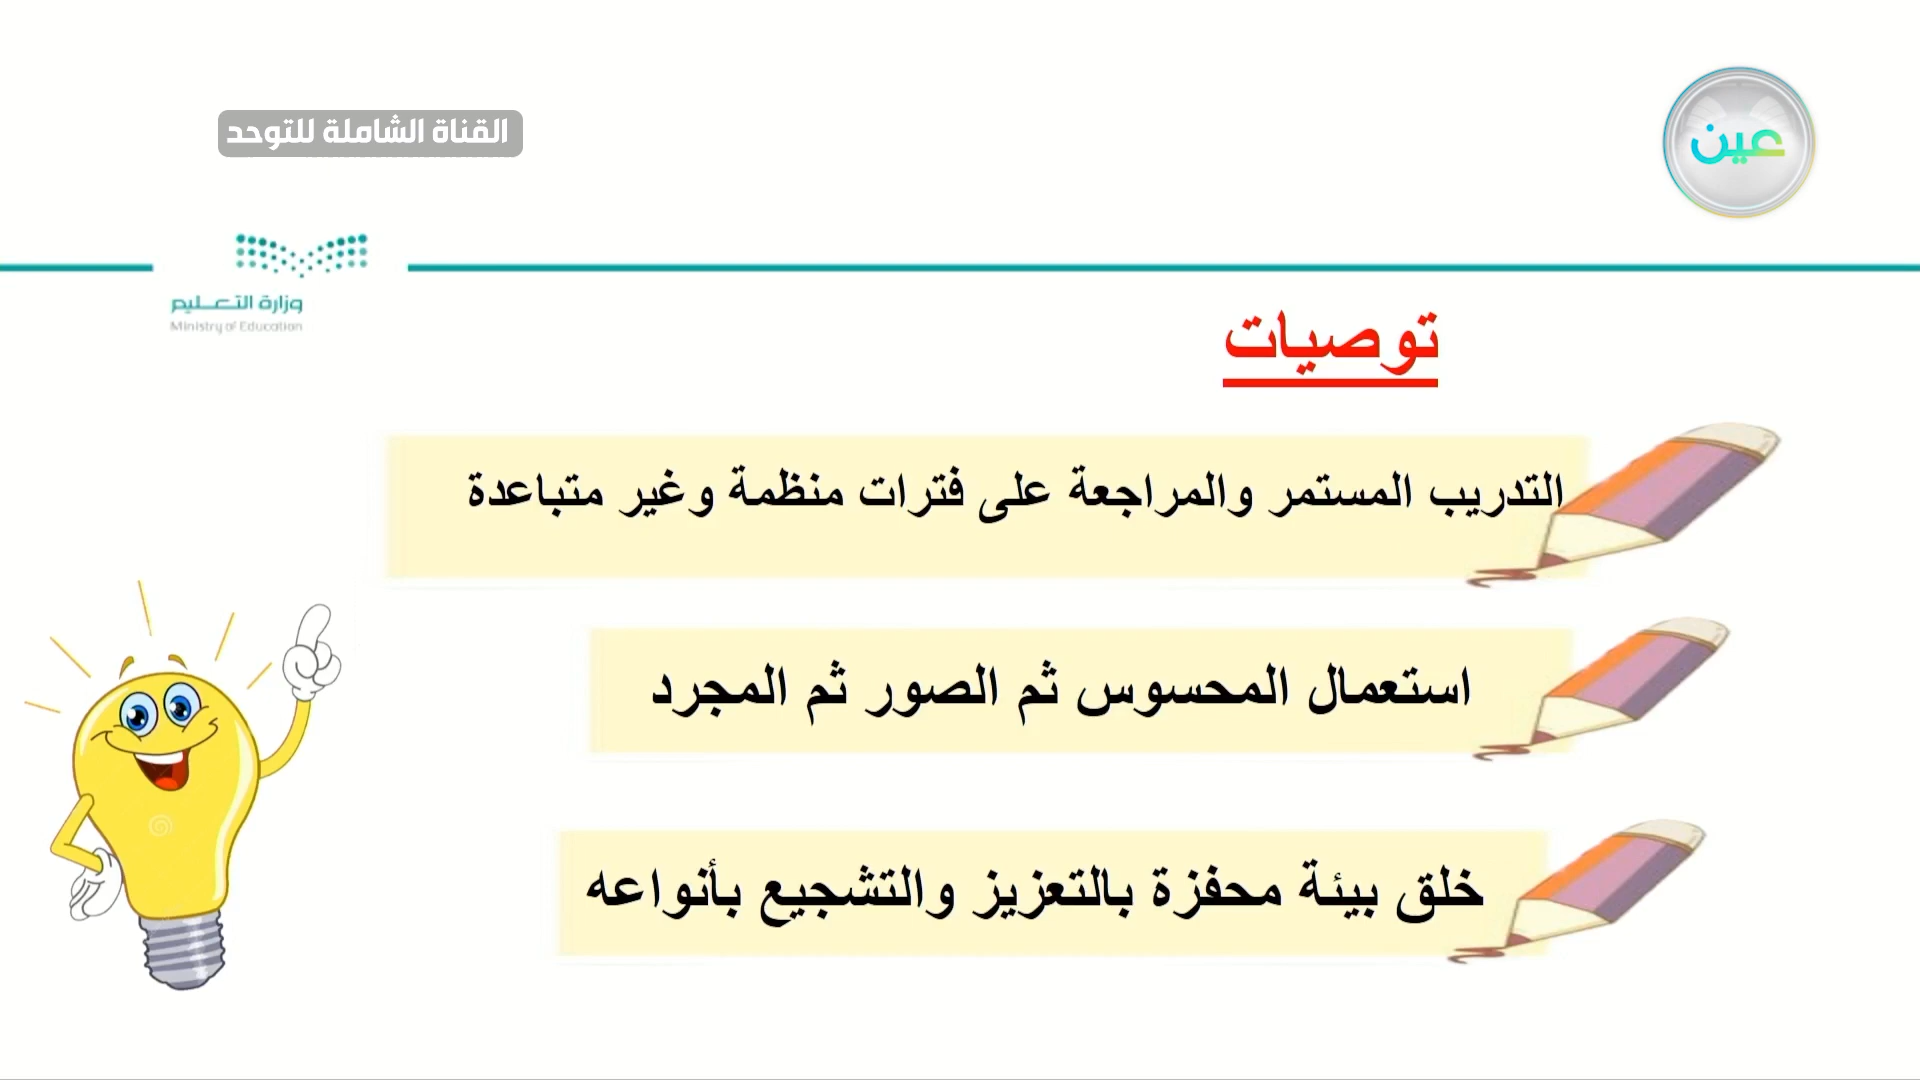 عين
القناة الشاملة للتوحد
وزارة التعـليم
Ministry of Education
توصيات
التدريب المستمر والمراجعة على فترات منظمة وغير متباعدة
استعمال المحسوس ثم الصور ثم المجرد
خلق بيئة محفزة بالتعزيز والتشجيع بأنواعه